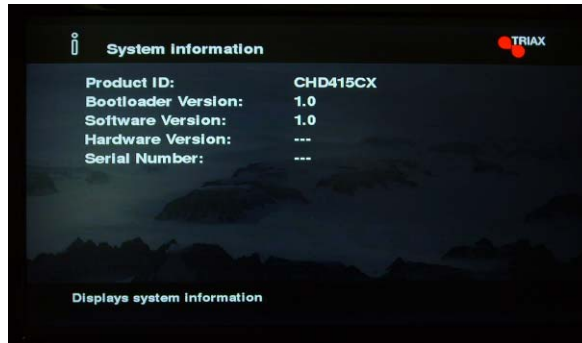 System information
TRIAX
Product ID: CHD415CX
Bootloader Version: 1.0
Software Version: 1.0
Hardware Version: ---
Serial Number: ---
Displays system information